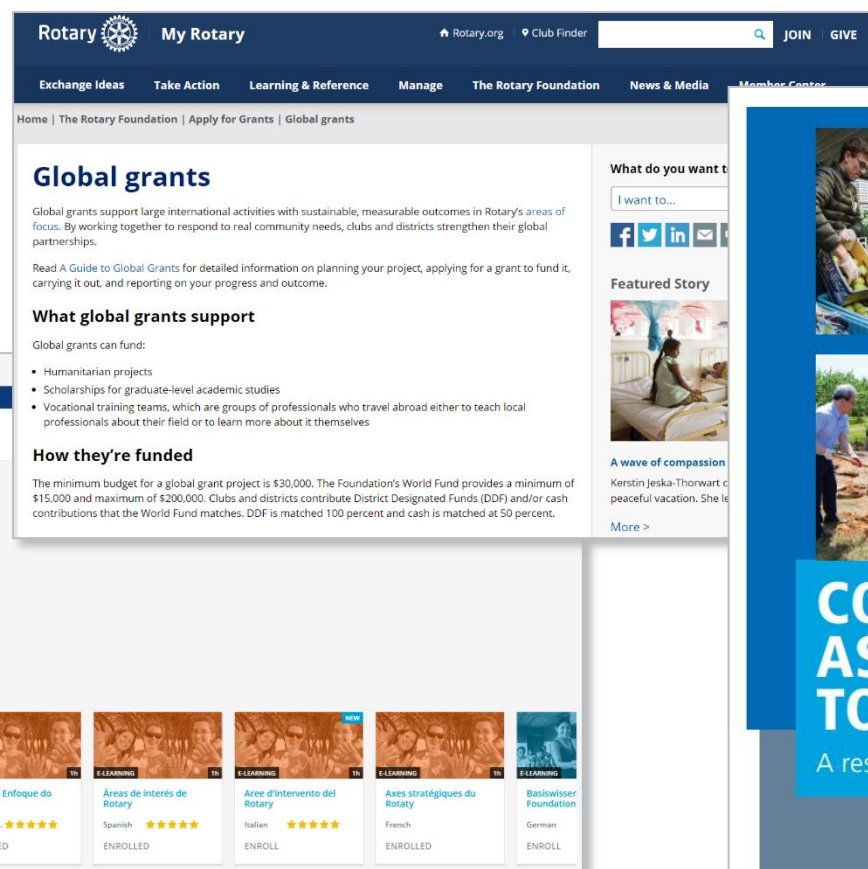 Rotary
My Rotary
Rotary.org
Club Finder
JOIN
GIVE
Exchange Ideas
Take Action
Learning & Reference
Manage
The Rotary Foundation
News & Media
Member Center
Home | The Rotary Foundation | Apply for Grants | Global grants
Global grants
Global grants support large international activities with sustainable, measurable outcomes in Rotary's areas of
focus. By working together to respond to real community needs, clubs and districts strengthen their global
partnerships.
Read A Guide to Global Grants for detailed information on planning your project, applying for a grant to fund it,
carrying it out, and reporting on your progress and outcome.
What global grants support
Global grants can fund:
• Humanitarian projects
• Scholarships for graduate-level academic studies
• Vocational training teams, which are groups of professionals who travel abroad either to teach local
professionals about their field or to learn more about it themselves
How they're funded
The minimum budget for a global grant project is $30,000. The Foundation's World Fund provides a minimum of
$15,000 and maximum of $200,000. Clubs and districts contribute District Designated Funds (DDF) and/or cash
contributions that the World Fund matches. DDF is matched 100 percent and cash is matched at 50 percent.
What do you want t
I want to...
Featured Story
A wave of compassion
Kerstin Jeska-Thorwart c
peaceful vacation. She le
More >
CO
AS
TO
A res
1h
Enfoque do
ED
E-LEARNING
1h
Áreas de interés de
Rotary
Spanish
ENROLLED
NEW
E-LEARNING
1h
Aree d'intervento del
Rotary
Italian
ENROLL
E-LEARNING
1h
Axes stratégiques du
Rotaty
French
ENROLLED
E-LEARNING
Basiswisser
Foundation
German
ENROLL